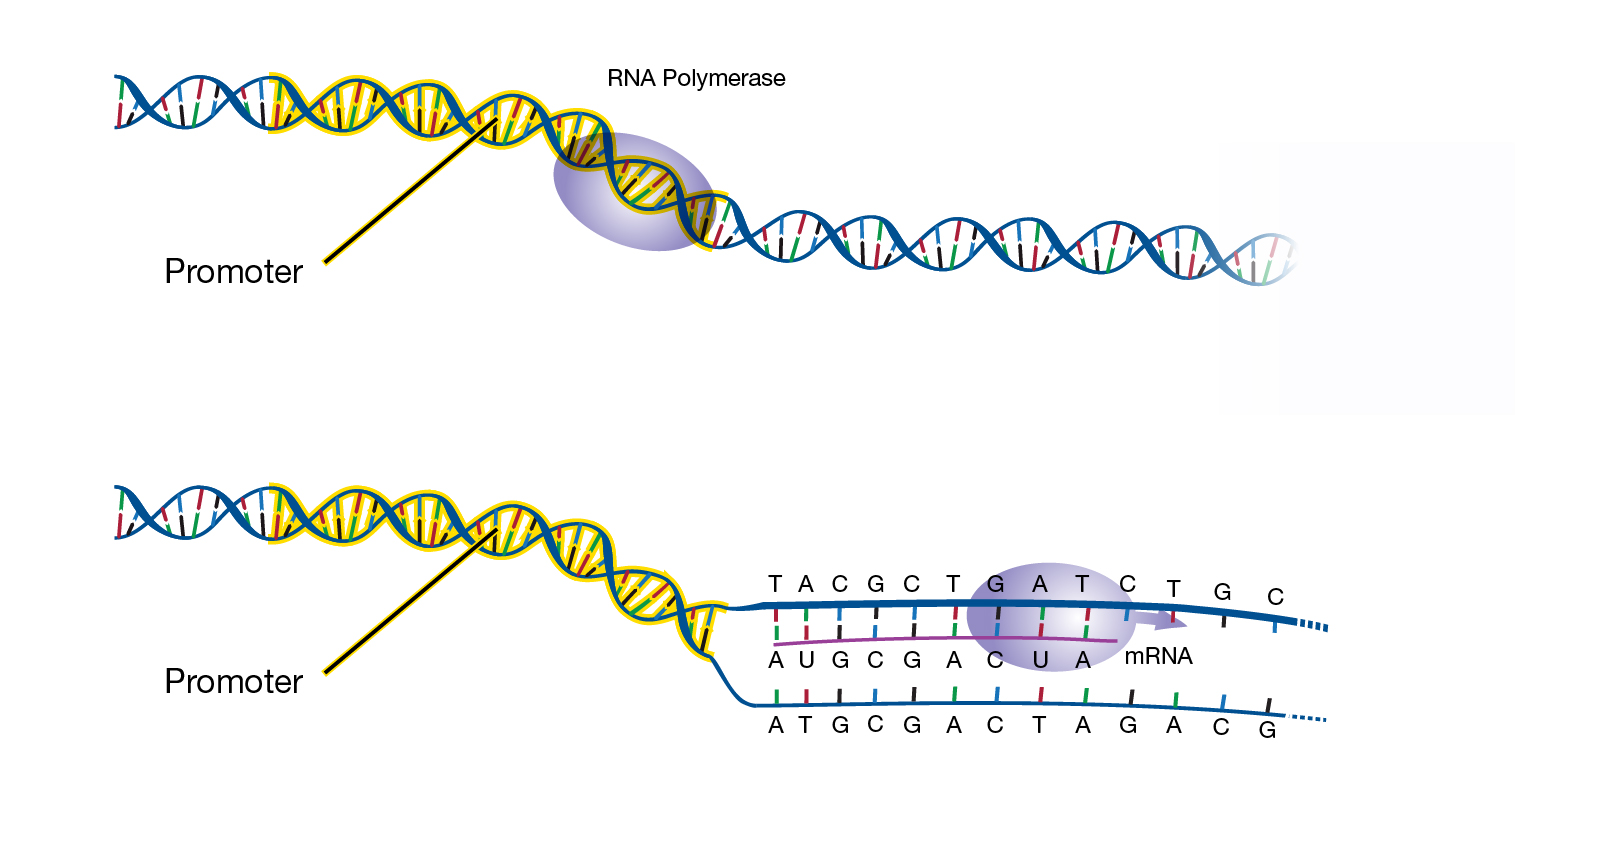 RNA Polymerase
Promoter
T A C G C T G A T C T G C
A U G C G A C U A mRNA
Promoter
A T G C G A C T A G A C G